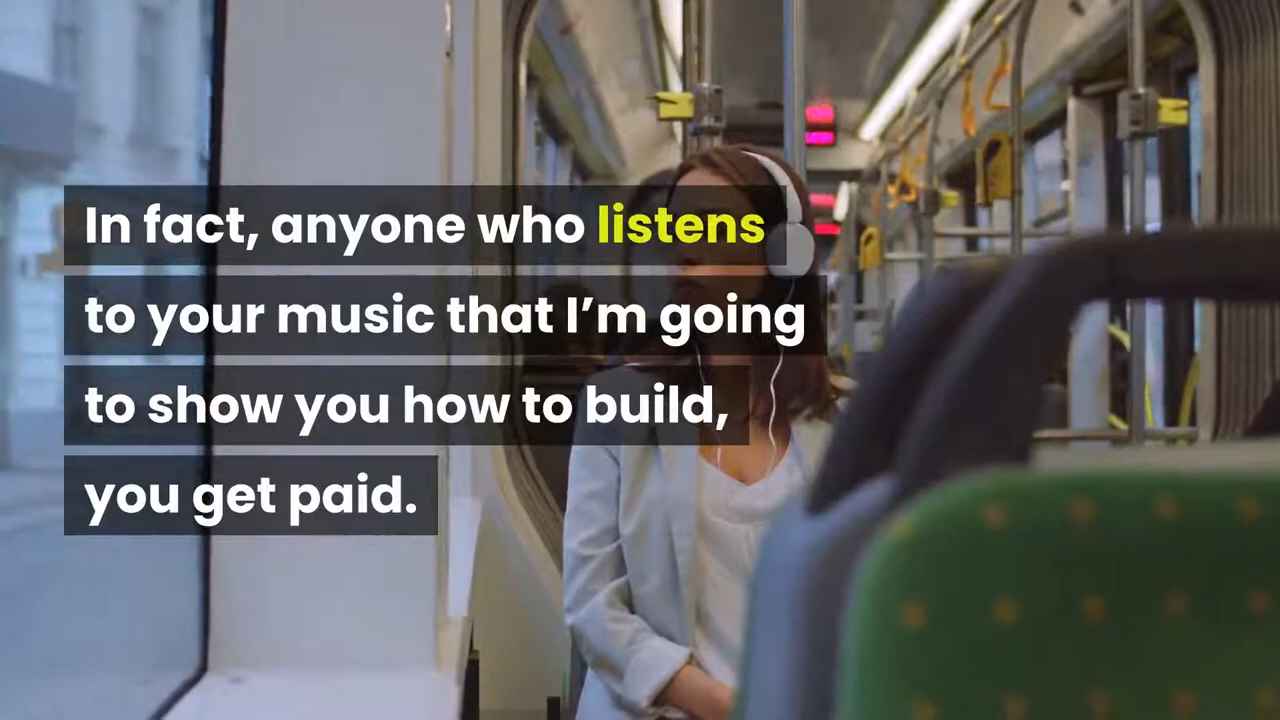 In fact, anyone who listens
to your music that I’m going
to show you how to build,
you get paid.